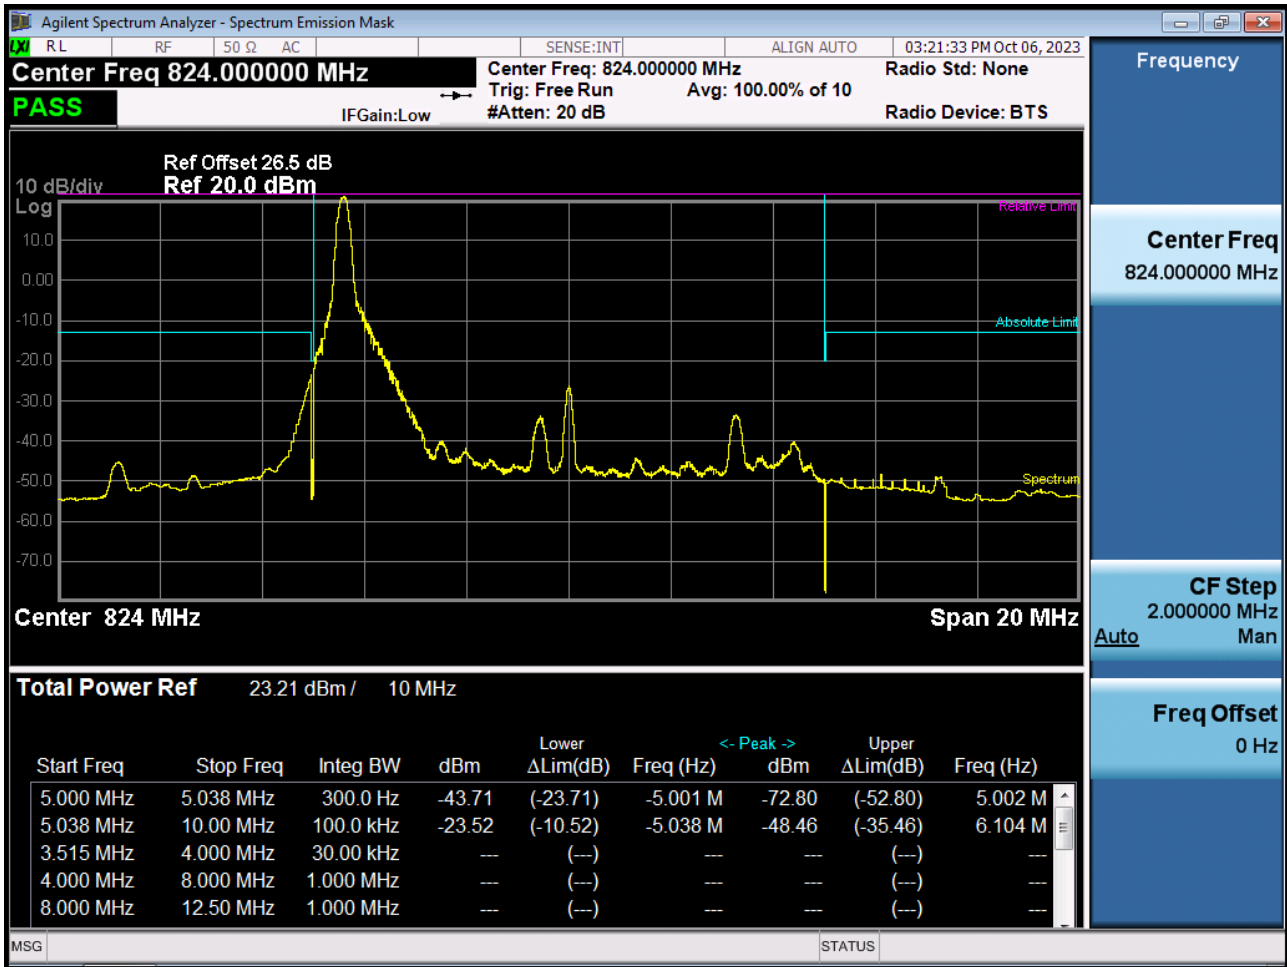 Agilent Spectrum Analyzer - Spectrum Emission Mask
LXI RL RF 50 Ω AC SENSE:INT ALIGN AUTO 03:21:33 PM Oct 06, 2023
Center Freq 824.000000 MHz
Center Freq: 824.000000 MHz Radio Std: None
Trig: Free Run Avg: 100.00% of 10
PASS
IFGain:Low #Atten: 20 dB Radio Device: BTS
Ref Offset 26.5 dB
10 dB/div Ref 20.0 dBm
Log
Relative Limit
10.0
0.00
-10.0
Absolute Limit
-20.0
-30.0
-40.0
-50.0
Spectrum
-60.0
-70.0
Center 824 MHz Span 20 MHz
Total Power Ref 23.21 dBm / 10 MHz
Lower <- Peak -> Upper
Start Freq Stop Freq Integ BW dBm ΔLim(dB) Freq (Hz) dBm ΔLim(dB) Freq (Hz)
5.000 MHz 5.038 MHz 300.0 Hz -43.71 (-23.71) -5.001 M -72.80 (-52.80) 5.002 M
5.038 MHz 10.00 MHz 100.0 kHz -23.52 (-10.52) -5.038 M -48.46 (-35.46) 6.104 M
3.515 MHz 4.000 MHz 30.00 kHz --- (---) --- --- (---) ---
4.000 MHz 8.000 MHz 1.000 MHz --- (---) --- --- (---) ---
8.000 MHz 12.50 MHz 1.000 MHz --- (---) --- --- (---) ---
MSG STATUS
Frequency
Center Freq
824.000000 MHz
CF Step
2.000000 MHz
Auto Man
Freq Offset
0 Hz